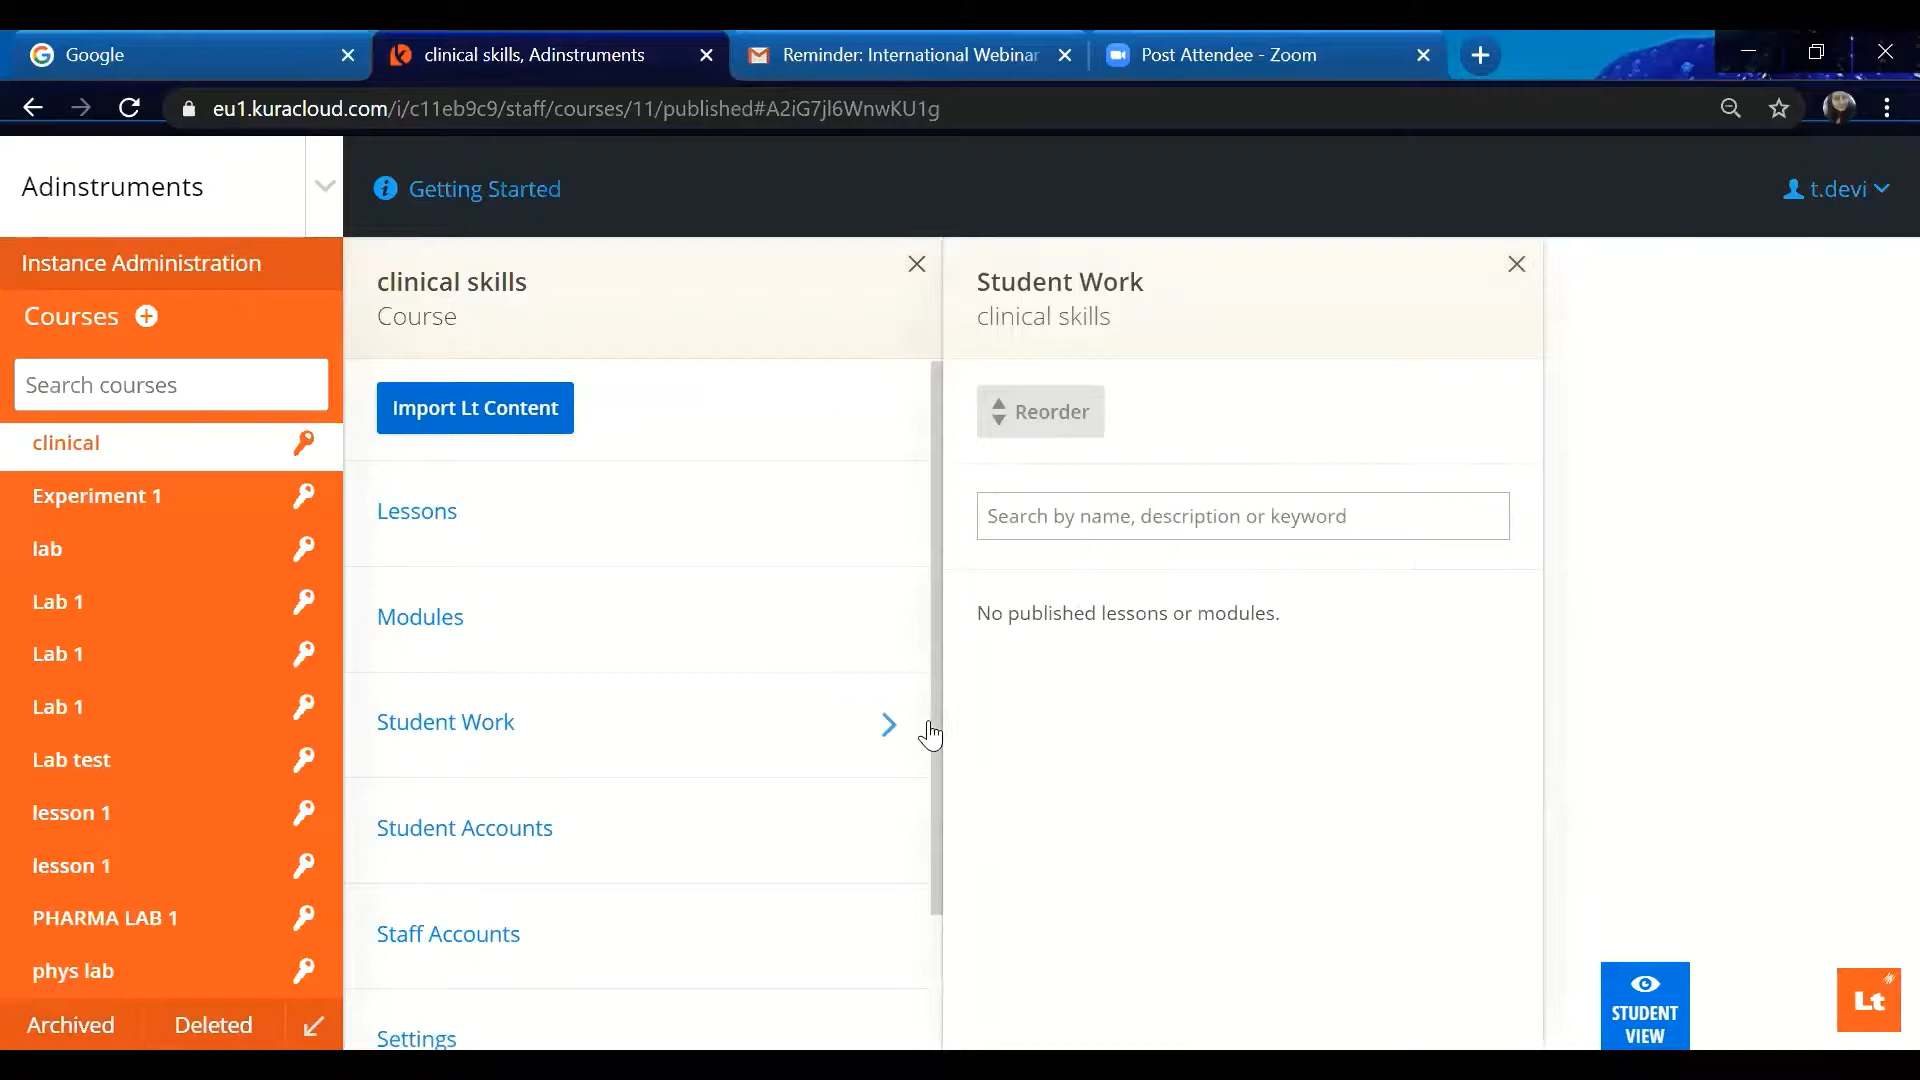 Google
clinical skills, Adinstruments
Reminder: International Webinar
Post Attendee - Zoom
eu1.kuracloud.com/i/c11eb9c9/staff/courses/11/published#A2iG7jl6WnwKU1g
Adinstruments
Getting Started
t.devi
Instance Administration
Courses
Search courses
clinical
Experiment 1
lab
Lab 1
Lab 1
Lab 1
Lab test
lesson 1
lesson 1
PHARMA LAB 1
phys lab
Archived
Deleted
clinical skills
Course
Import Lt Content
Lessons
Modules
Student Work
Student Accounts
Staff Accounts
Settings
Student Work
clinical skills
Reorder
Search by name, description or keyword
No published lessons or modules.
STUDENT
VIEW
Lt